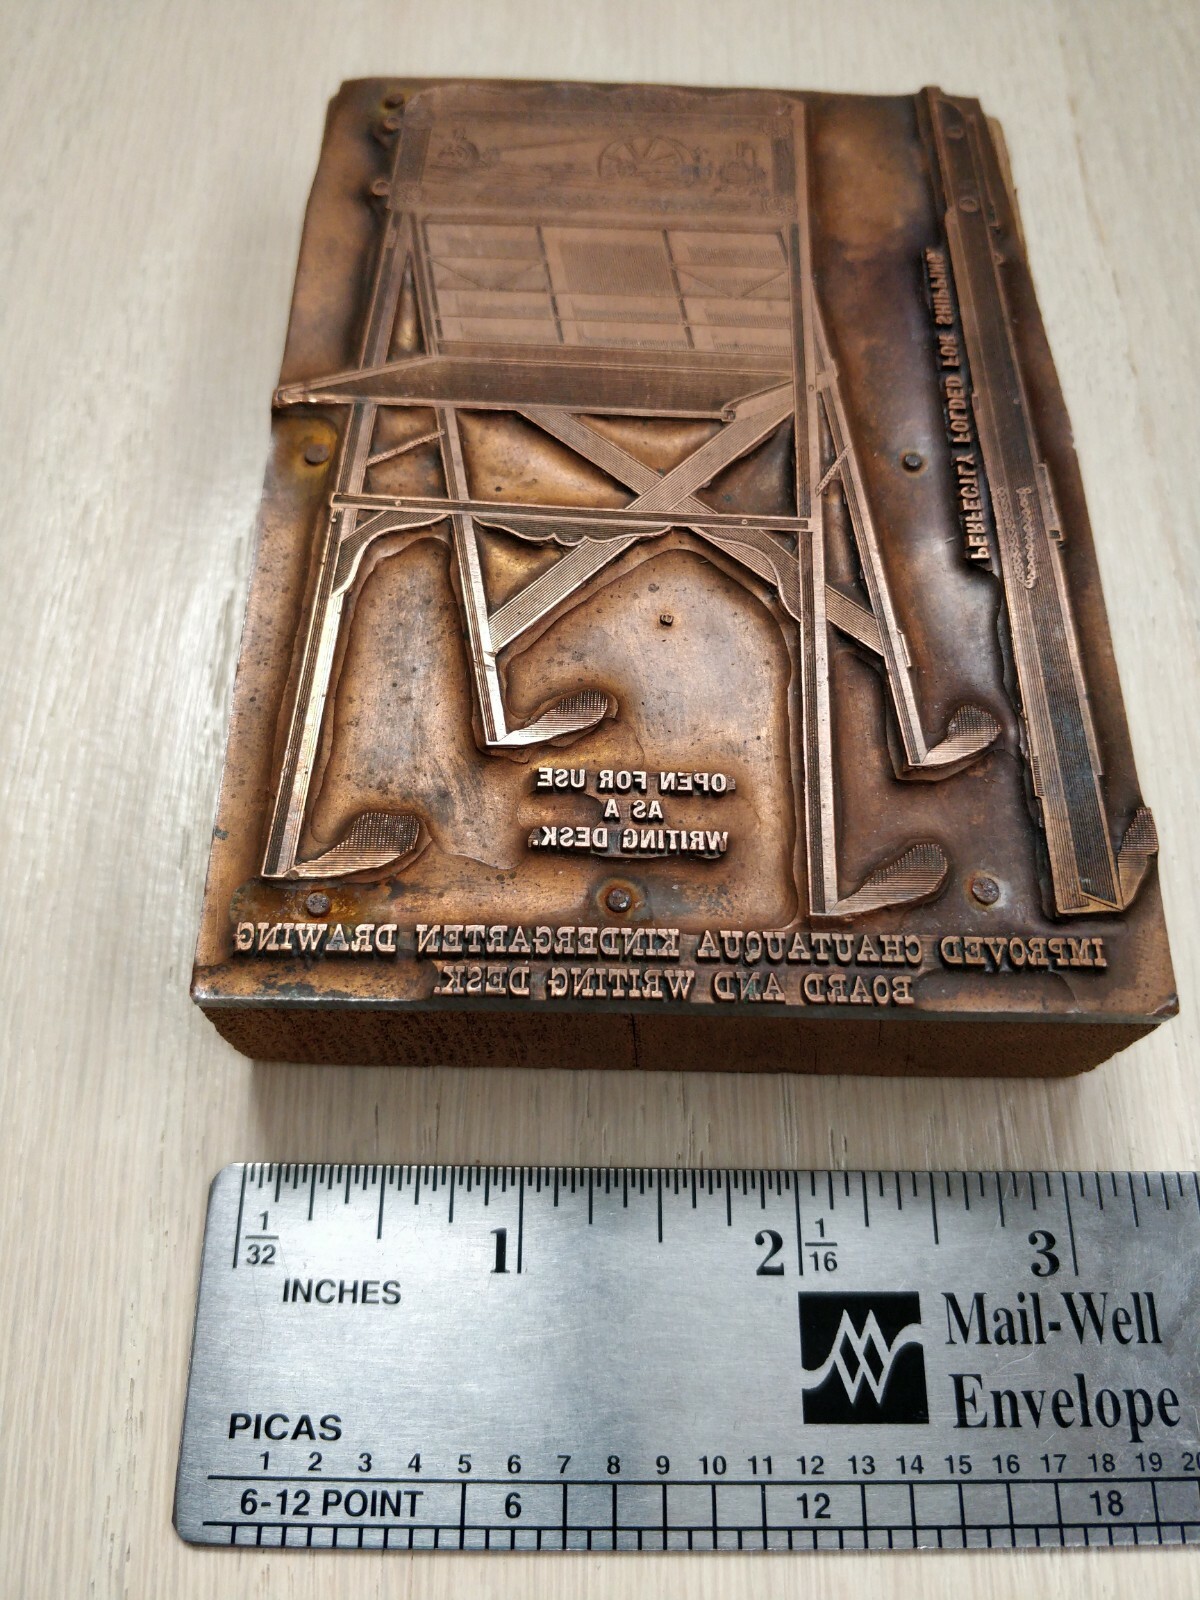 PERFECTLY FOLDED FOR SHIPPING.
OPEN FOR USE
AS A
WRITING DESK.
IMPROVED CHAUTAUQUA KINDERGARTEN DRAWING
BOARD AND WRITING DESK.
1/32
1
2
1/16
3
INCHES
Mail-Well
Envelope
PICAS
1 2 3 4 5 6 7 8 9 10 11 12 13 14 15 16 17 18 19 20
6-12 POINT 6 12 18